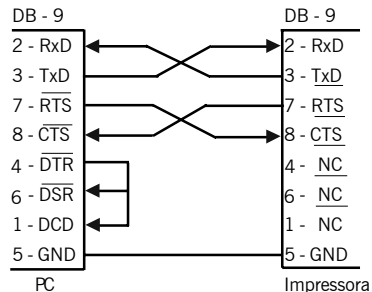 DB - 9
2 - RxD
3 - TxD
7 - RTS
8 - CTS
4 - DTR
6 - DSR
1 - DCD
5 - GND
PC
DB - 9
2 - RxD
3 - TxD
7 - RTS
8 - CTS
4 - NC
6 - NC
1 - NC
5 - GND
Impressora